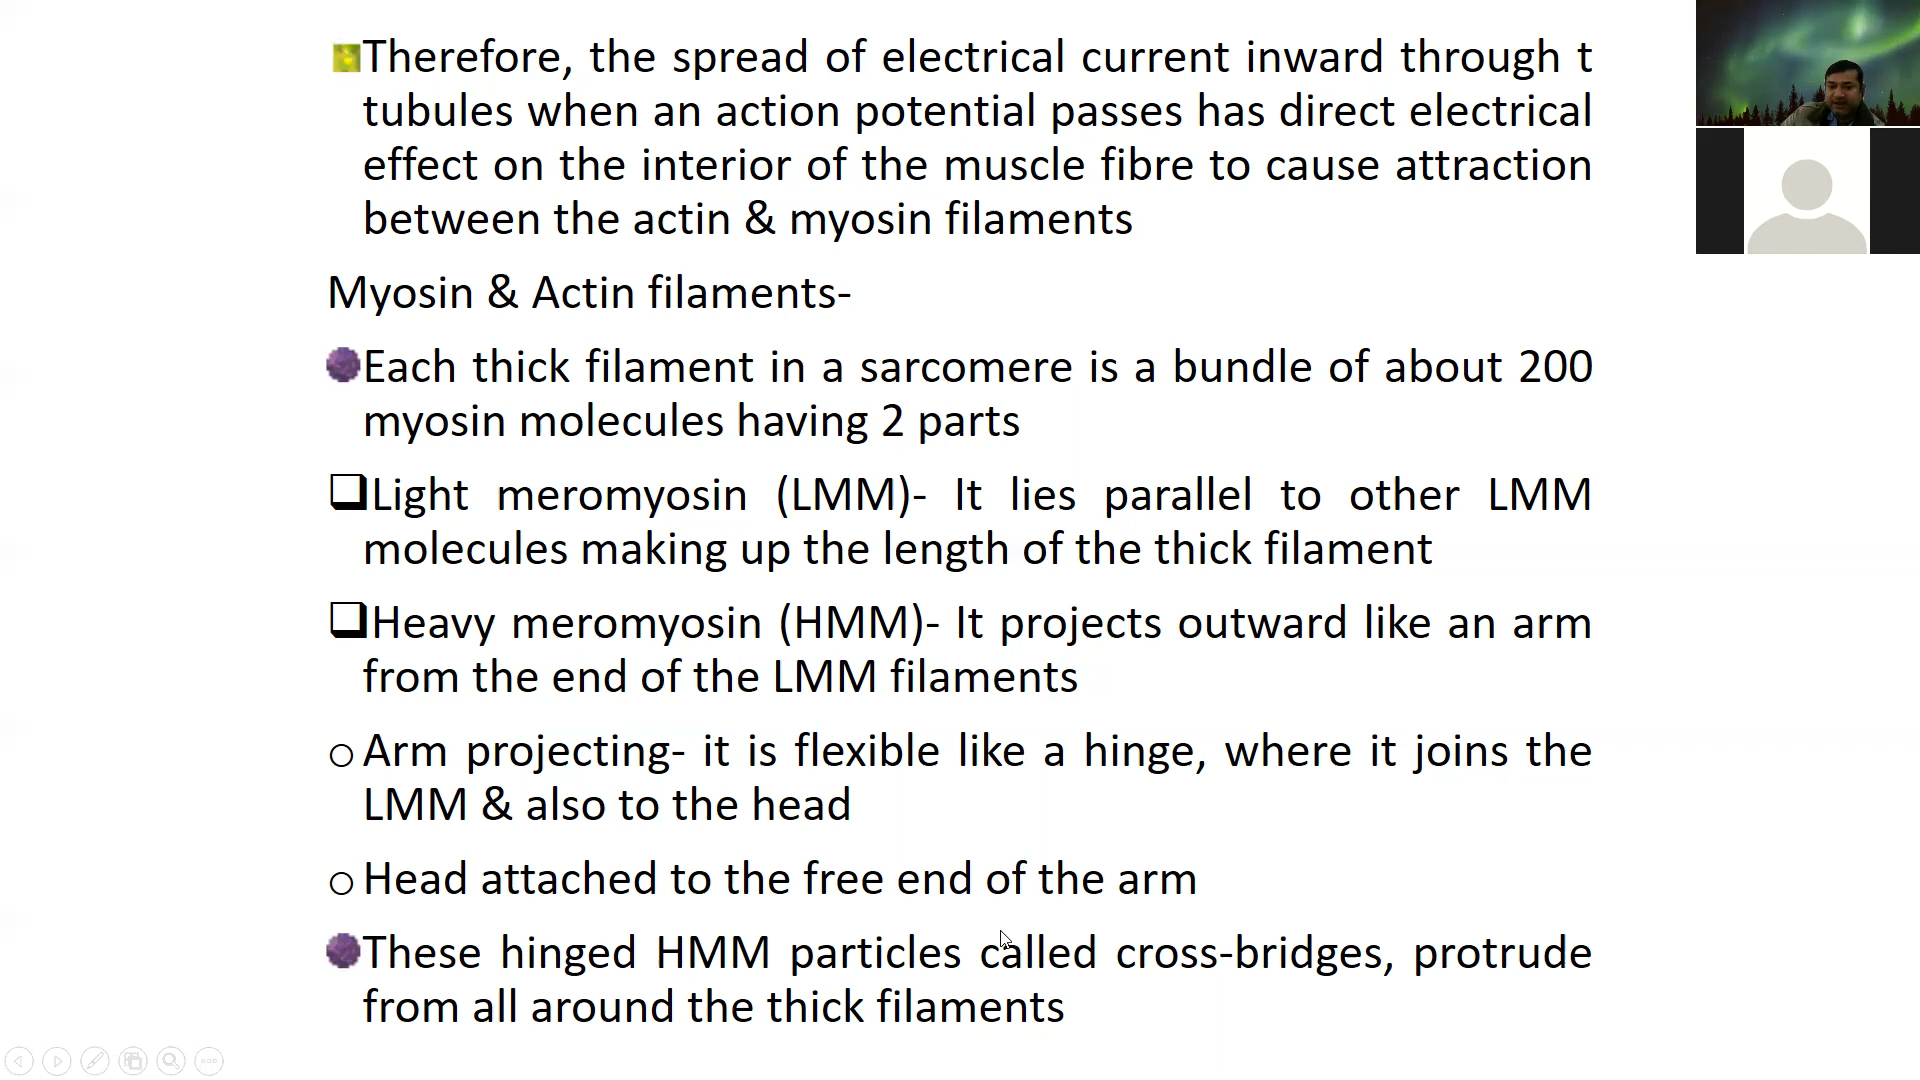 Therefore, the spread of electrical current inward through t
tubules when an action potential passes has direct electrical
effect on the interior of the muscle fibre to cause attraction
between the actin & myosin filaments
Myosin & Actin filaments-
Each thick filament in a sarcomere is a bundle of about 200
myosin molecules having 2 parts
Light meromyosin (LMM)- It lies parallel to other LMM
molecules making up the length of the thick filament
Heavy meromyosin (HMM)- It projects outward like an arm
from the end of the LMM filaments
Arm projecting- it is flexible like a hinge, where it joins the
LMM & also to the head
Head attached to the free end of the arm
These hinged HMM particles called cross-bridges, protrude
from all around the thick filaments